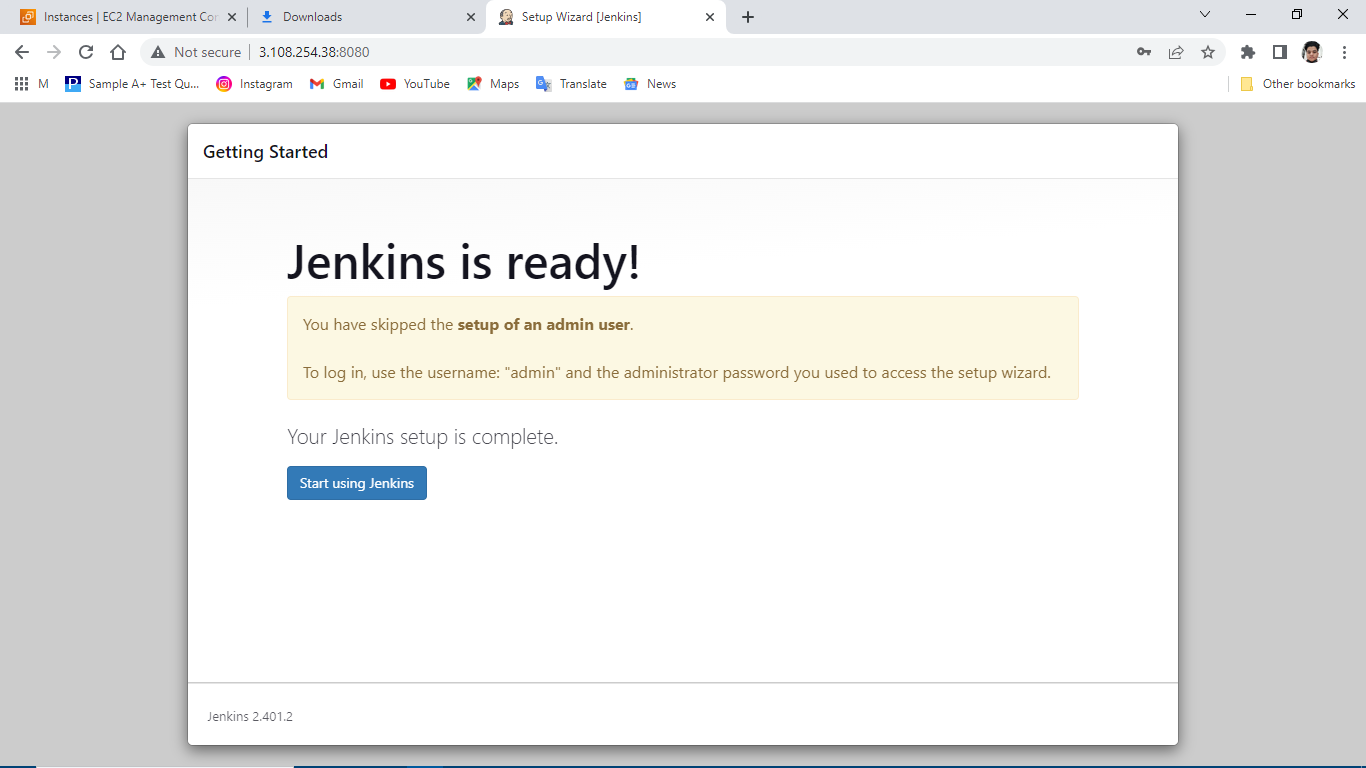 Instances | EC2 Management Con
Downloads
Setup Wizard [Jenkins]
Not secure
3.108.254.38:8080
M
Sample A+ Test Qu...
Instagram
Gmail
YouTube
Maps
Translate
News
Other bookmarks
Getting Started
Jenkins is ready!
You have skipped the setup of an admin user.
To log in, use the username: "admin" and the administrator password you used to access the setup wizard.
Your Jenkins setup is complete.
Start using Jenkins
Jenkins 2.401.2